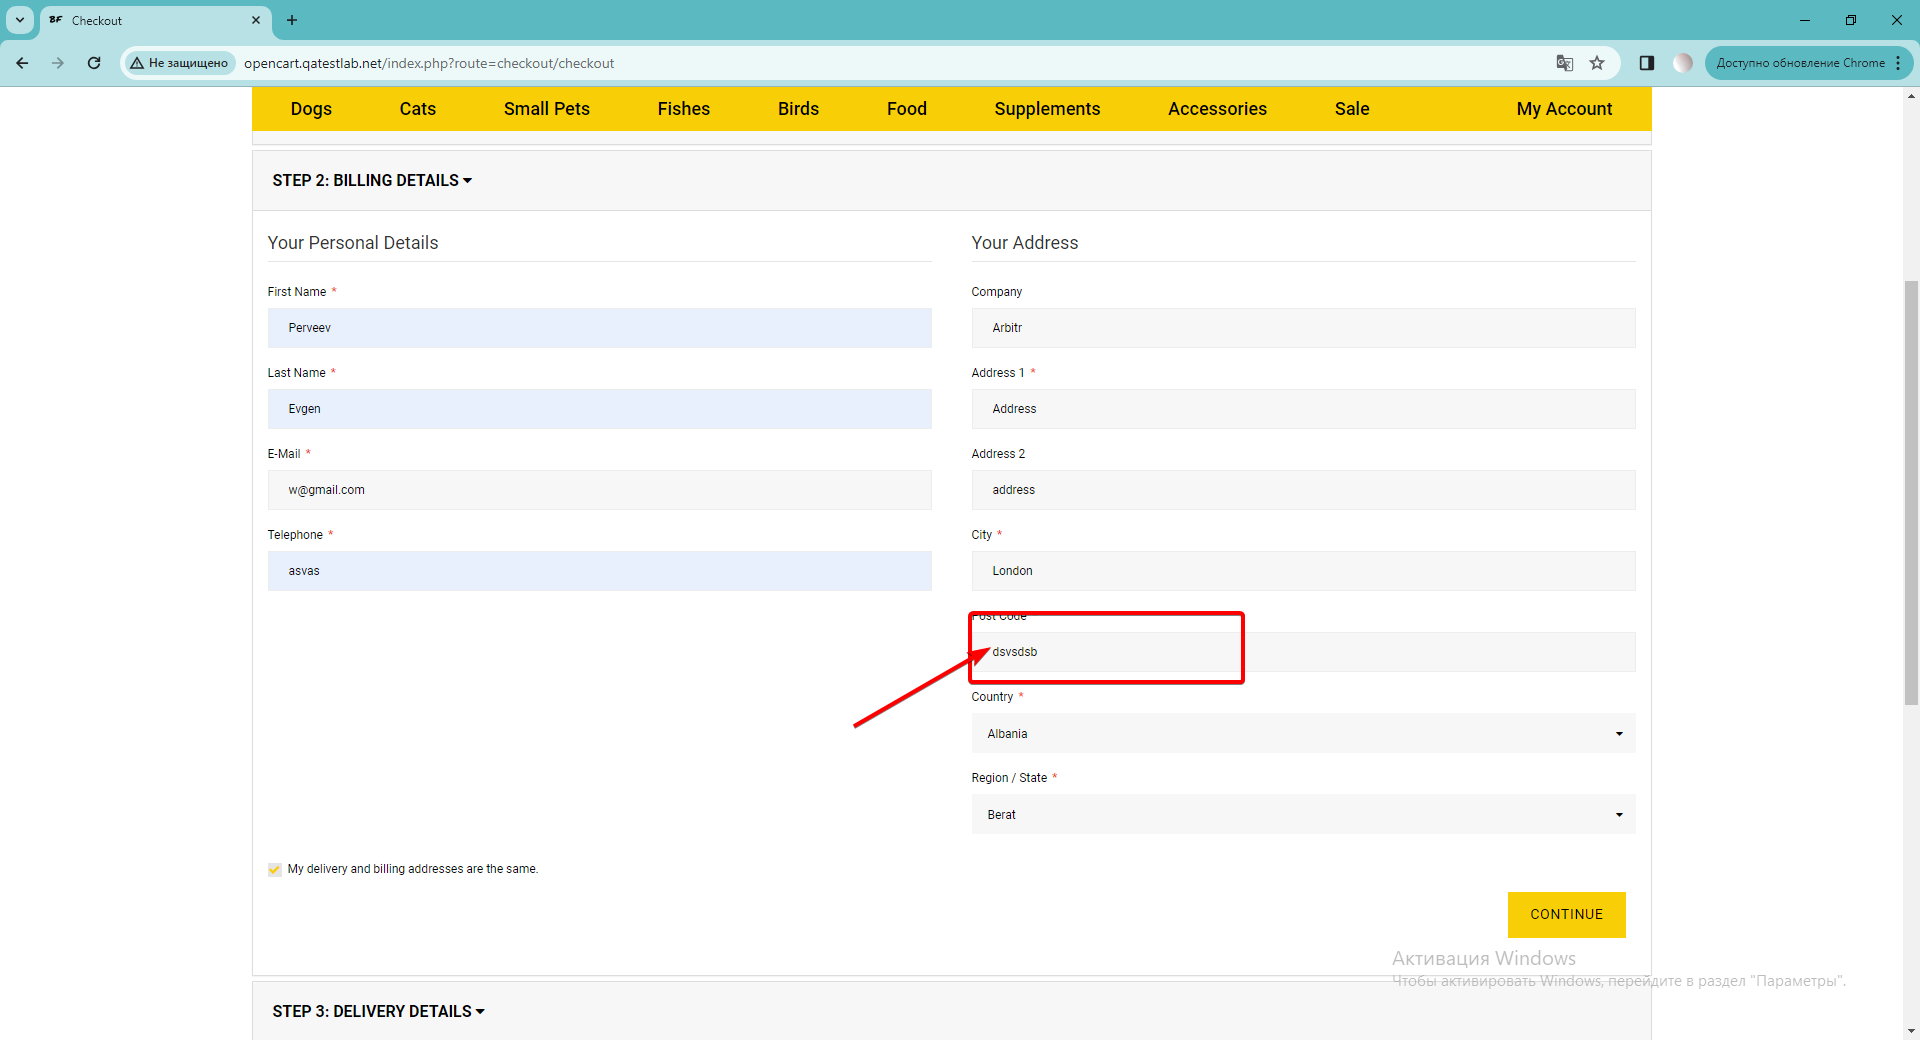 BF Checkout
Не защищено opencart.qatestlab.net/index.php?route=checkout/checkout Доступно обновление Chrome
Dogs Cats Small Pets Fishes Birds Food Supplements Accessories Sale My Account
STEP 2: BILLING DETAILS
Your Personal Details
First Name *
Perveev
Last Name *
Evgen
E-Mail *
w@gmail.com
Telephone *
asvas
Your Address
Company
Arbitr
Address 1 *
Address
Address 2
address
City *
London
Post Code
dsvsdsb
Country *
Albania
Region / State *
Berat
My delivery and billing addresses are the same.
CONTINUE
Активация Windows
Чтобы активировать Windows, перейдите в раздел "Параметры".
STEP 3: DELIVERY DETAILS